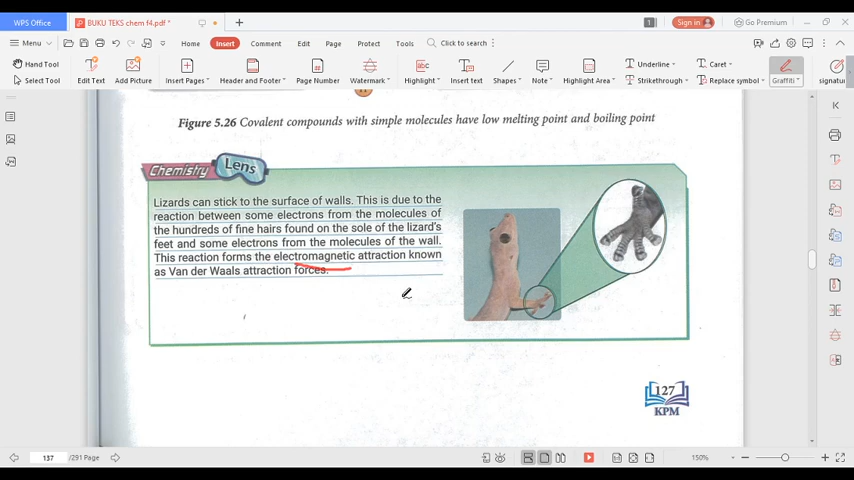 WPS Office
BUKU TEKS chem f4.pdf *
1
Sign in
Go Premium
Menu
Home
Insert
Comment
Edit
Page
Protect
Tools
Click to search
Hand Tool
Select Tool
Edit Text
Add Picture
Insert Pages
Header and Footer
Page Number
Watermark
Highlight
Insert text
Shapes
Note
Highlight Area
Underline
Strikethrough
Caret
Replace symbol
Graffiti
signatu
Figure 5.26 Covalent compounds with simple molecules have low melting point and boiling point
Chemistry Lens
Lizards can stick to the surface of walls. This is due to the
reaction between some electrons from the molecules of
the hundreds of fine hairs found on the sole of the lizard's
feet and some electrons from the molecules of the wall.
This reaction forms the electromagnetic attraction known
as Van der Waals attraction forces.
127
KPM
137
/291 Page
150%